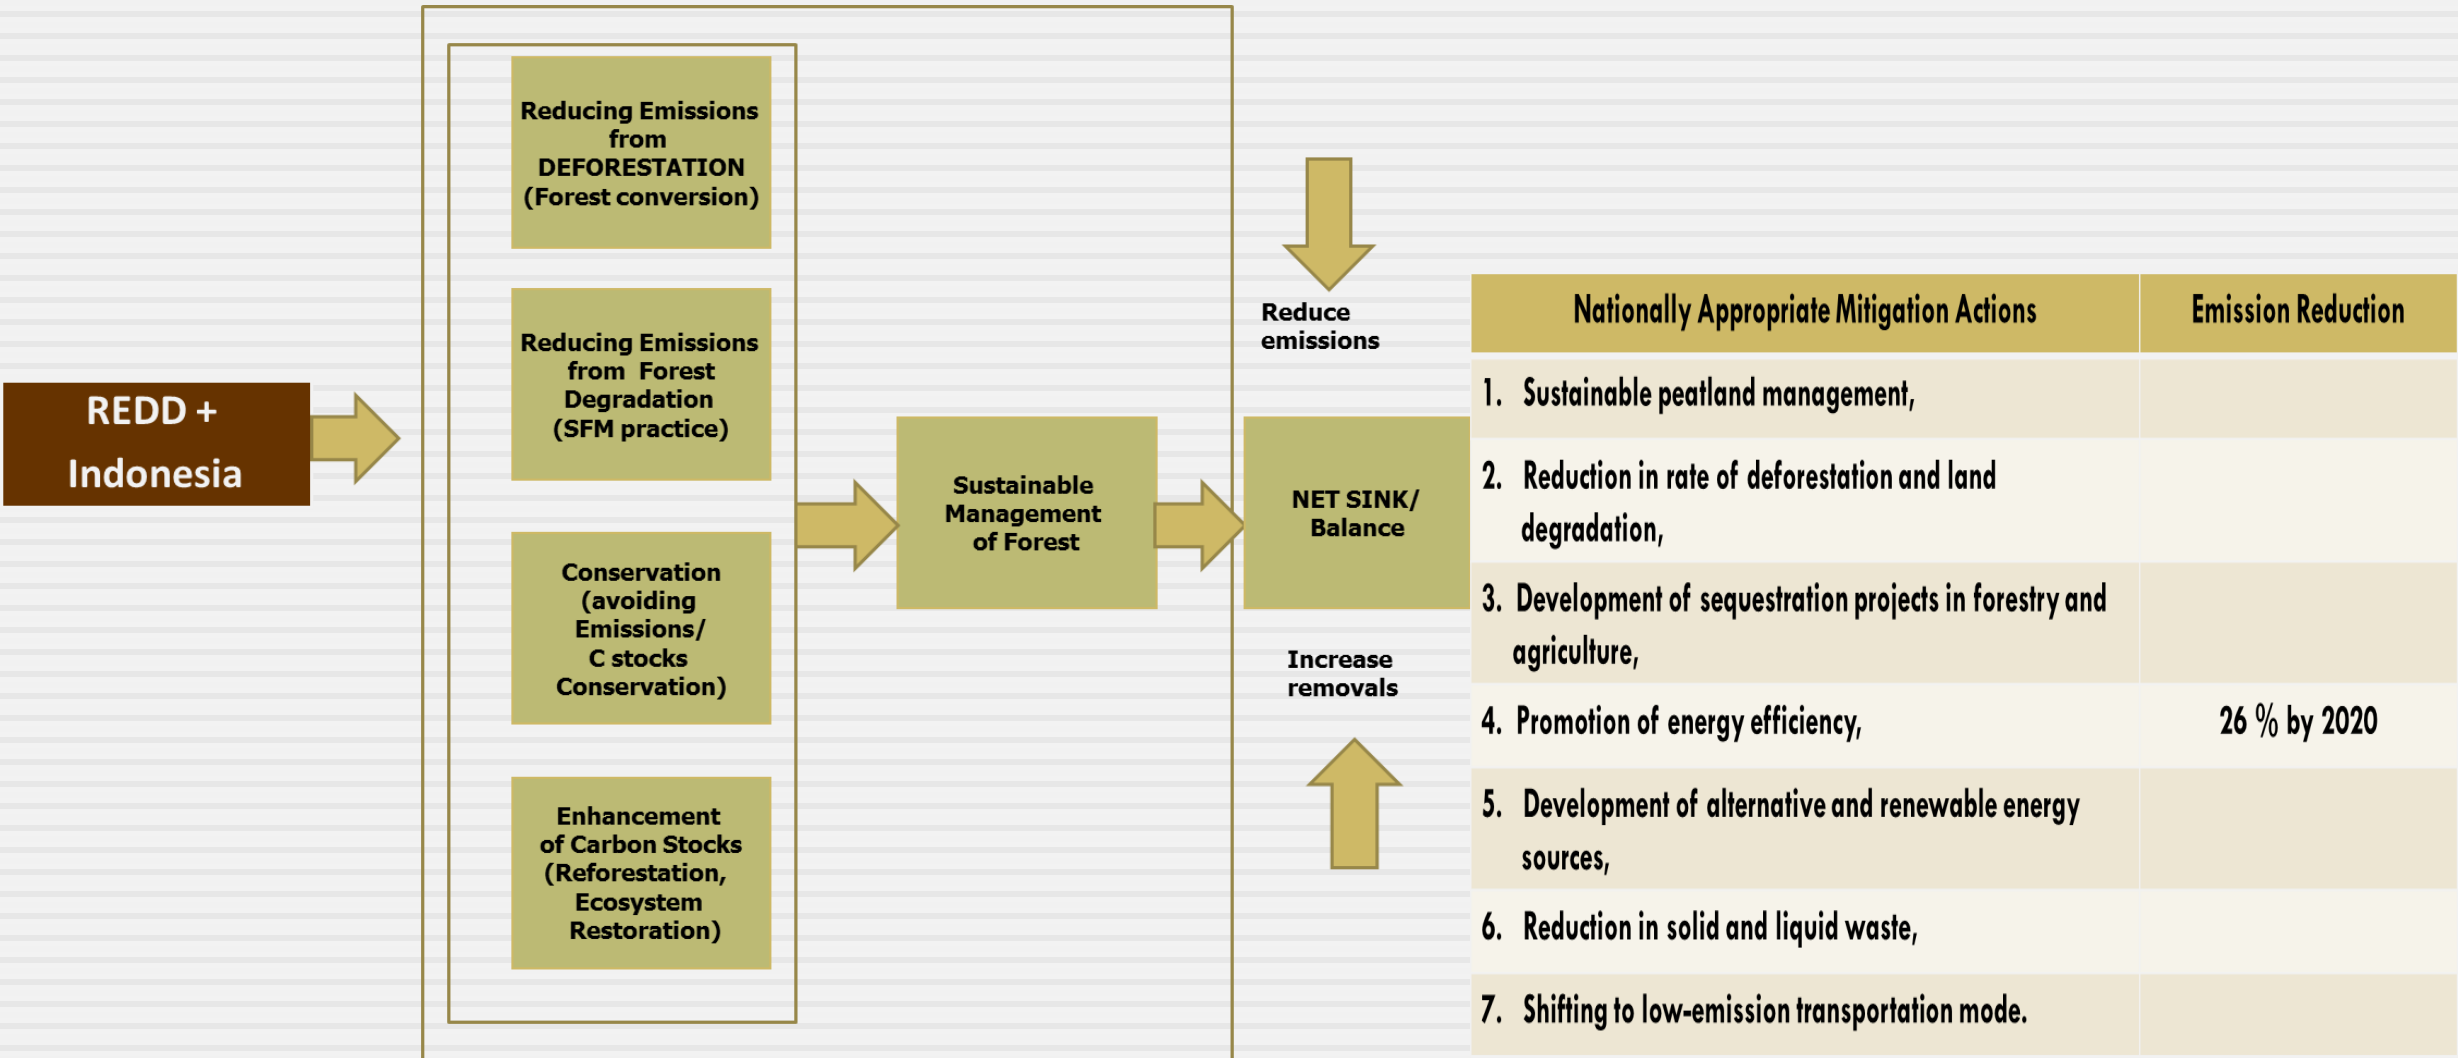 REDD +
Indonesia
Reducing Emissions
from
DEFORESTATION
(Forest conversion)
Reducing Emissions
from Forest
Degradation
(SFM practice)
Conservation
(avoiding
Emissions/
C stocks
Conservation)
Enhancement
of Carbon Stocks
(Reforestation,
Ecosystem
Restoration)
Sustainable
Management
of Forest
Reduce
emissions
NET SINK/
Balance
Increase
removals
Nationally Appropriate Mitigation Actions Emission Reduction
1. Sustainable peatland management,
2. Reduction in rate of deforestation and land
degradation,
3. Development of sequestration projects in forestry and
agriculture,
4. Promotion of energy efficiency, 26 % by 2020
5. Development of alternative and renewable energy
sources,
6. Reduction in solid and liquid waste,
7. Shifting to low-emission transportation mode.